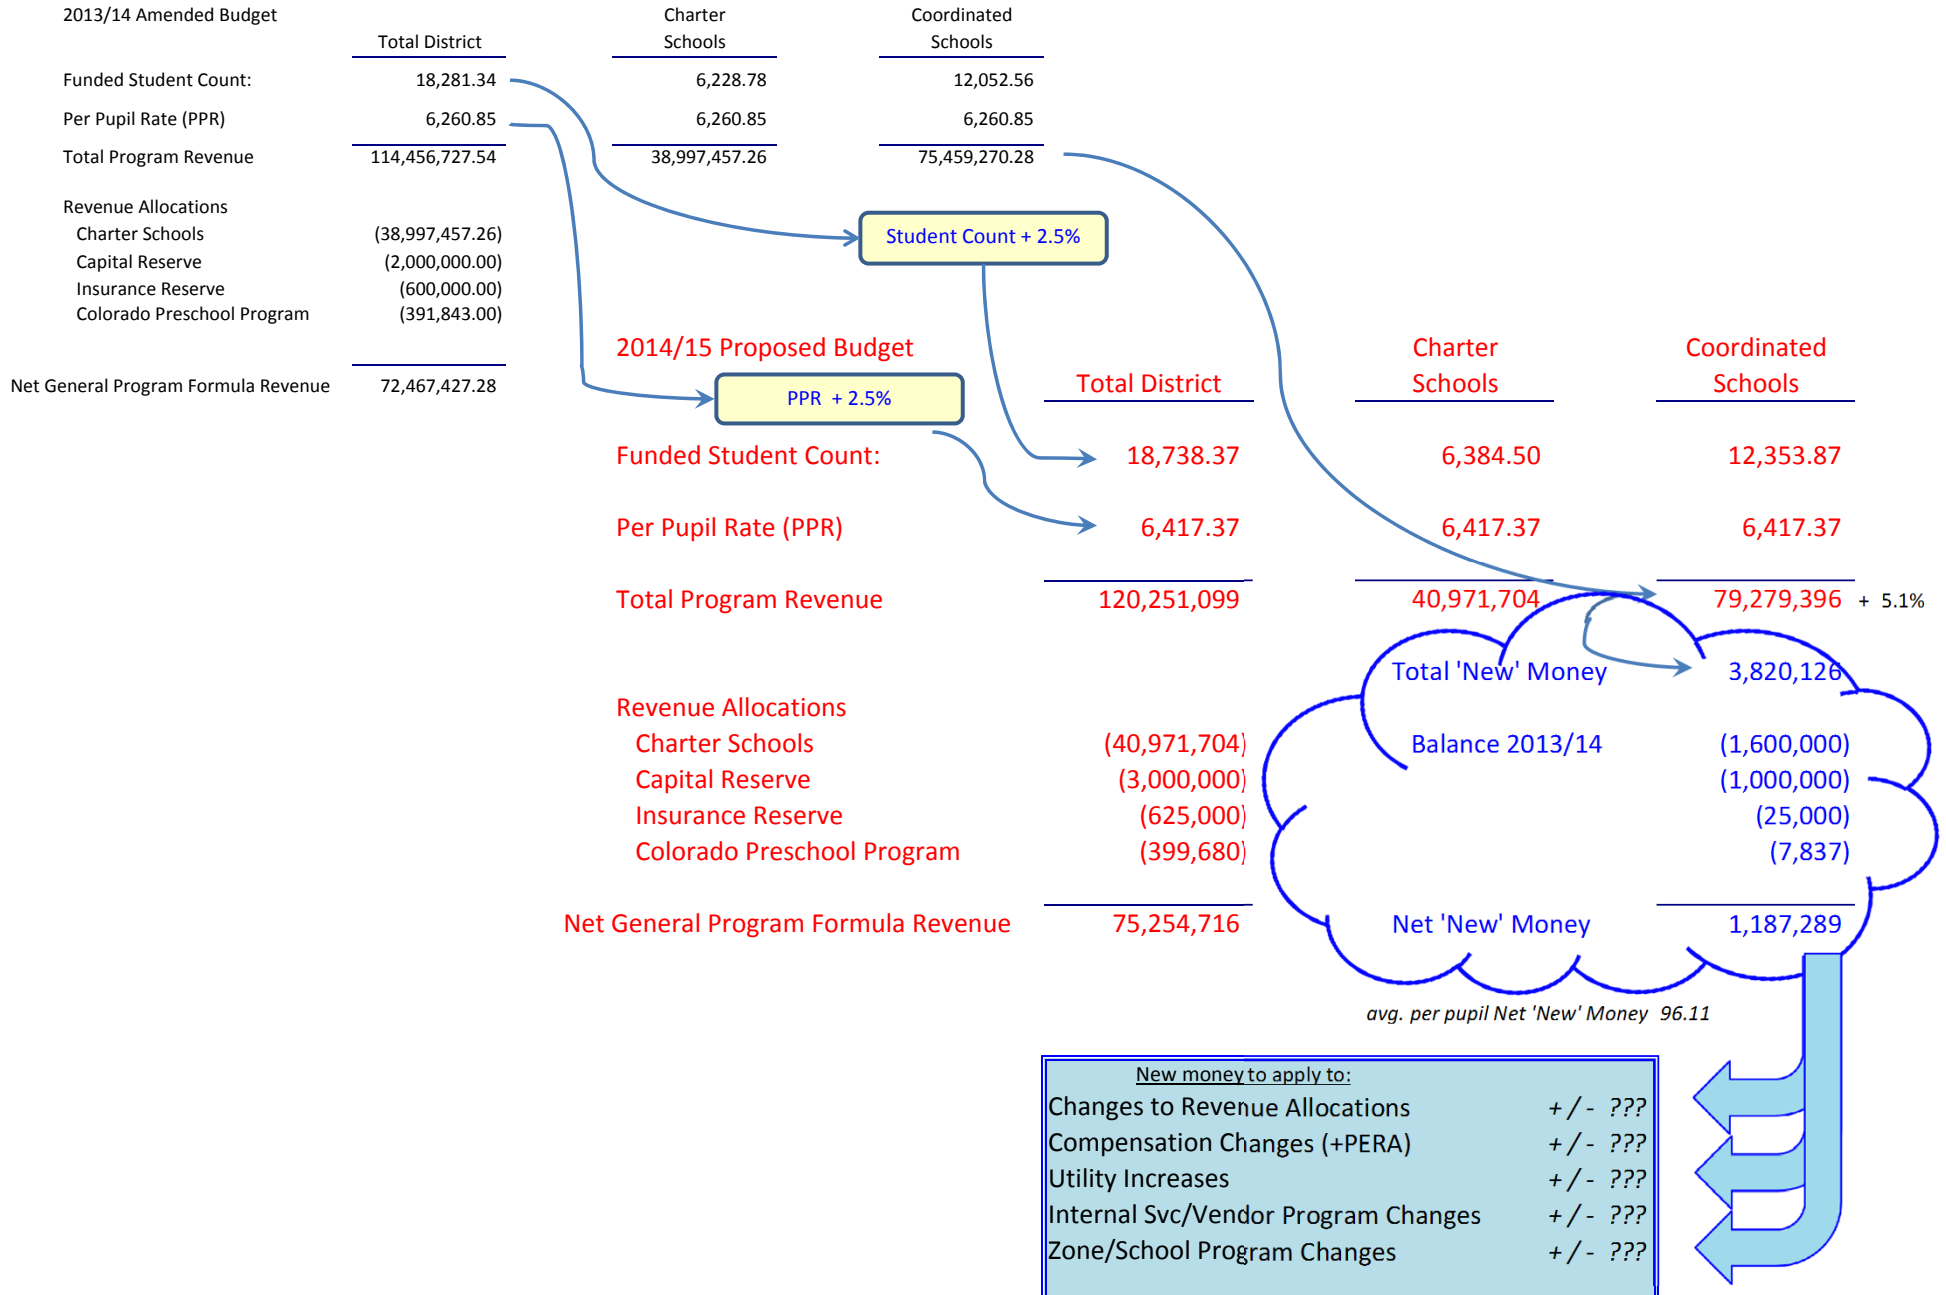 2013/14 Amended Budget Charter Coordinated
Total District Schools Schools
Funded Student Count: 18,281.34 6,228.78 12,052.56
Per Pupil Rate (PPR) 6,260.85 6,260.85 6,260.85
Total Program Revenue 114,456,727.54 38,997,457.26 75,459,270.28
Revenue Allocations
Charter Schools (38,997,457.26)
Student Count + 2.5%
Capital Reserve (2,000,000.00)
Insurance Reserve (600,000.00)
Colorado Preschool Program (391,843.00)
Net General Program Formula Revenue 72,467,427.28
2014/15 Proposed Budget Charter Coordinated
Total District Schools Schools
PPR + 2.5%
Funded Student Count: 18,738.37 6,384.50 12,353.87
Per Pupil Rate (PPR) 6,417.37 6,417.37 6,417.37
Total Program Revenue 120,251,099 40,971,704 79,279,396 + 5.1%
Total 'New' Money 3,820,126
Revenue Allocations
Charter Schools (40,971,704) Balance 2013/14 (1,600,000)
Capital Reserve (3,000,000) (1,000,000)
Insurance Reserve (625,000) (25,000)
Colorado Preschool Program (399,680) (7,837)
Net General Program Formula Revenue 75,254,716 Net 'New' Money 1,187,289
avg. per pupil Net 'New' Money 96.11
New money to apply to:
Changes to Revenue Allocations +/- ???
Compensation Changes (+PERA) +/- ???
Utility Increases +/- ???
Internal Svc/Vendor Program Changes +/- ???
Zone/School Program Changes +/- ???